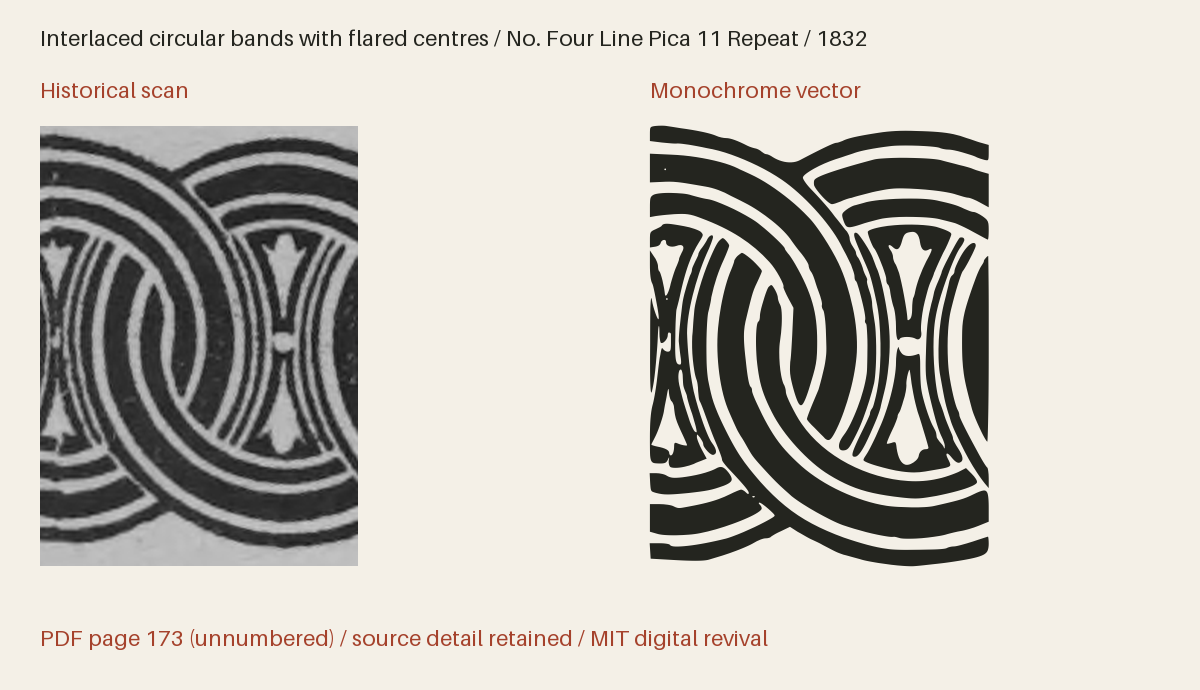 Interlaced circular bands with flared centres / No. Four Line Pica 11 Repeat / 1832
Historical scan
Monochrome vector
PDF page 173 (unnumbered) / source detail retained / MIT digital revival